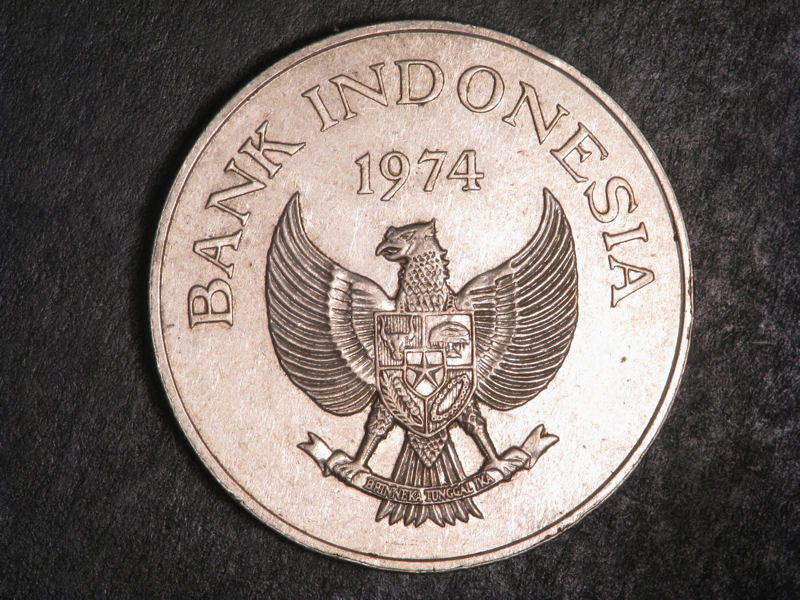 BANK INDONESIA
1974
BHINNEKA TUNGGAL IKA